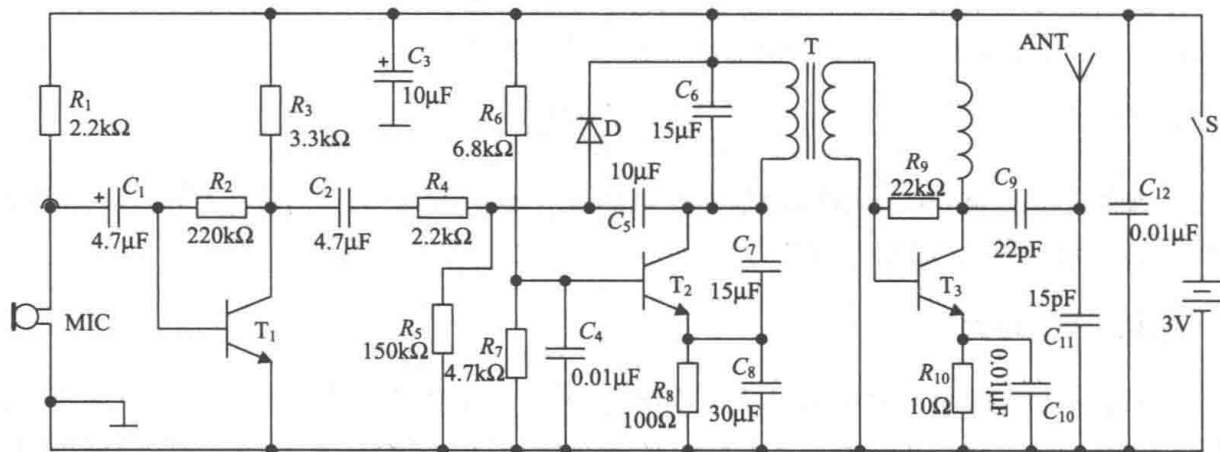 R1
2.2kΩ
MIC
C1
+
4.7μF
R2
220kΩ
T1
R3
3.3kΩ
C2
4.7μF
+
C3
10μF
R4
2.2kΩ
R5
150kΩ
R6
6.8kΩ
R7
4.7kΩ
C4
0.01μF
D
10μF
C5
C6
15μF
T2
R8
100Ω
C7
15μF
C8
30μF
T
R9
22kΩ
T3
R10
10Ω
0.01μF
C10
C9
22pF
ANT
15pF
C11
C12
0.01μF
S
3V